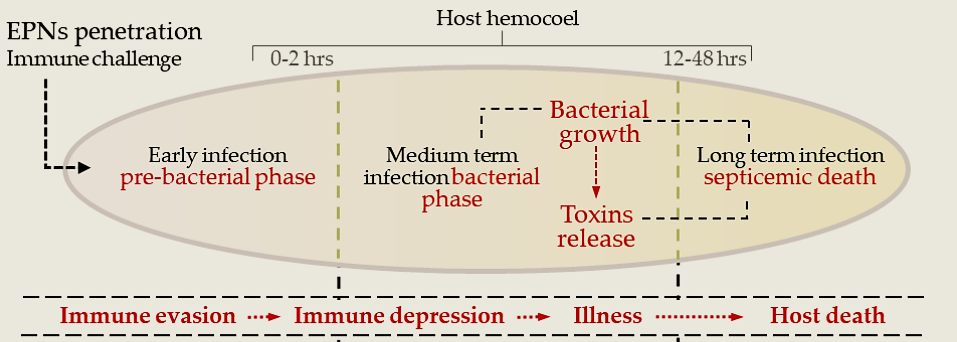 Host hemocoel
EPNs penetration
Immune challenge
0-2 hrs
12-48 hrs
Early infection
pre-bacterial phase
Medium term
infection bacterial
phase
Bacterial
growth
Toxins
release
Long term infection
septicemic death
Immune evasion
Immune depression
Illness
Host death